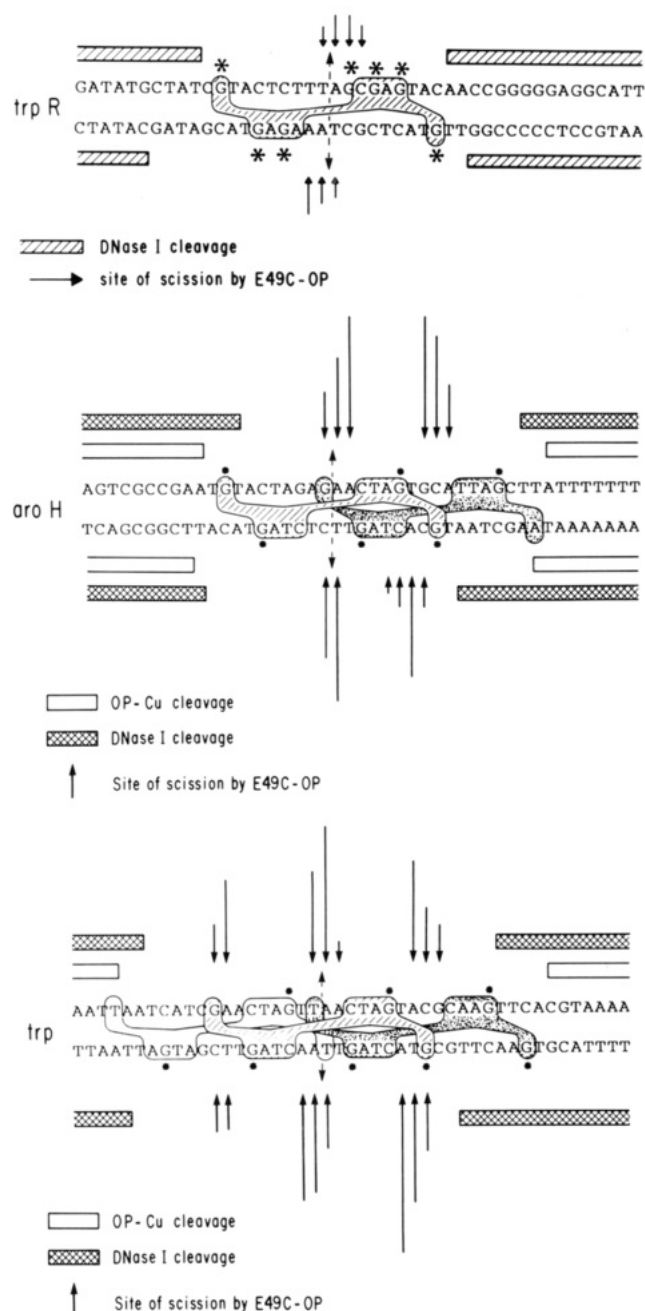 * * * *
trp R
GATATGCTATCGTACTCTTTAGCGAGTACAACCGGGGGAGGCATT
CTATACGATAGCATGAGAAATCGCTCATGTTGGCCCCCTCCGTAA
* * *
DNase I cleavage
site of scission by E49C-OP
aro H
AGTCGCCGAATGTACTAGAGAACTAGTGCATTAGCTTATTTTTTT
TCAGCGGCTTACATGATCTCTTGATCACGTAATCGAATAAAAAAA
OP-Cu cleavage
DNase I cleavage
Site of scission by E49C-OP
trp
AATTAATCATCGAACTAGTTAACTAGTACGCAAGTTCACGTAAAA
TTAATTAGTAGCTTGATCAATTGATCATGCGTTCAAGTGCATTTT
OP-Cu cleavage
DNase I cleavage
Site of scission by E49C-OP